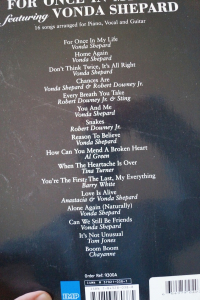 FOR ONCE IN
featuring VONDA SHEPARD
16 songs arranged for Piano, Vocal and Guitar
For Once In My Life
Vonda Shepard
Home Again
Vonda Shepard
Don't Think Twice, It's All Right
Vonda Shepard
Chances Are
Vonda Shepard & Robert Downey Jr.
Every Breath You Take
Robert Downey Jr. & Sting
You And Me
Vonda Shepard
Snakes
Robert Downey Jr.
Reason To Believe
Vonda Shepard
How Can You Mend A Broken Heart
Al Green
When The Heartache Is Over
Tina Turner
You're The First, The Last, My Everything
Barry White
Love Is Alive
Anastacia & Vonda Shepard
Alone Again (Naturally)
Vonda Shepard
Can We Still Be Friends
Vonda Shepard
It's Not Unusual
Tom Jones
Boom Boom
Chayanne
Order Ref: 9300A